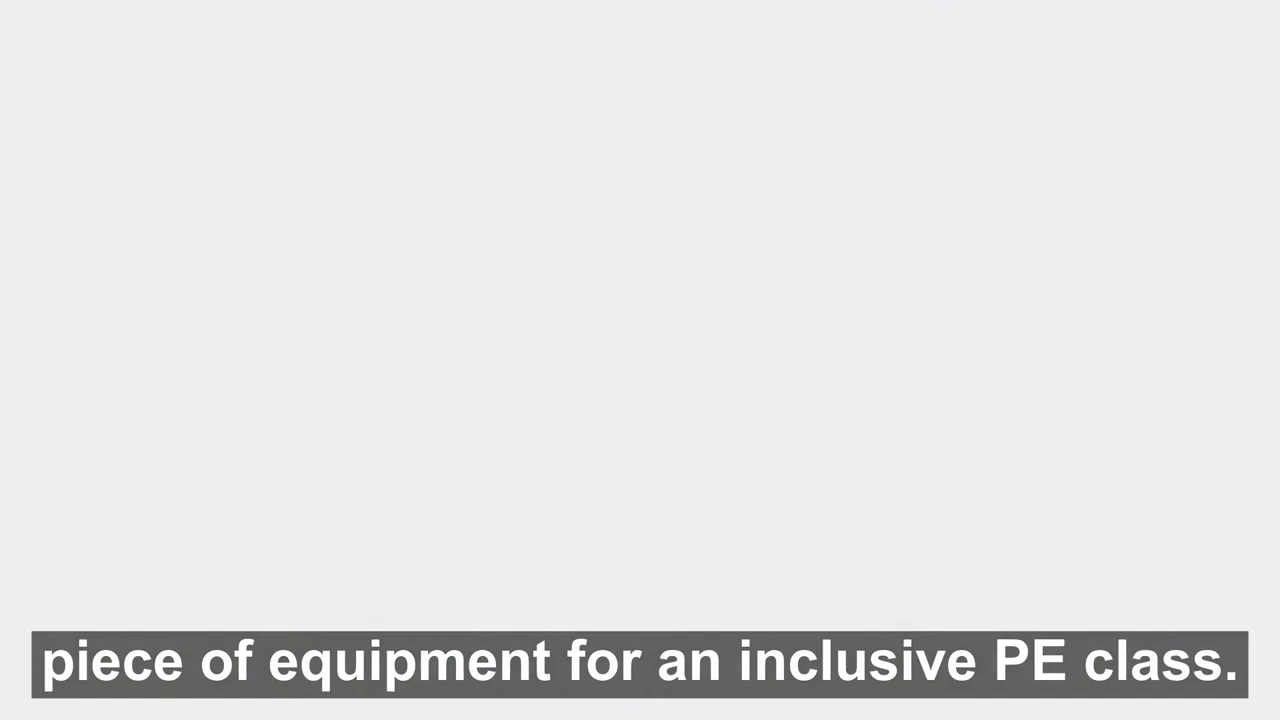 piece of equipment for an inclusive PE class.